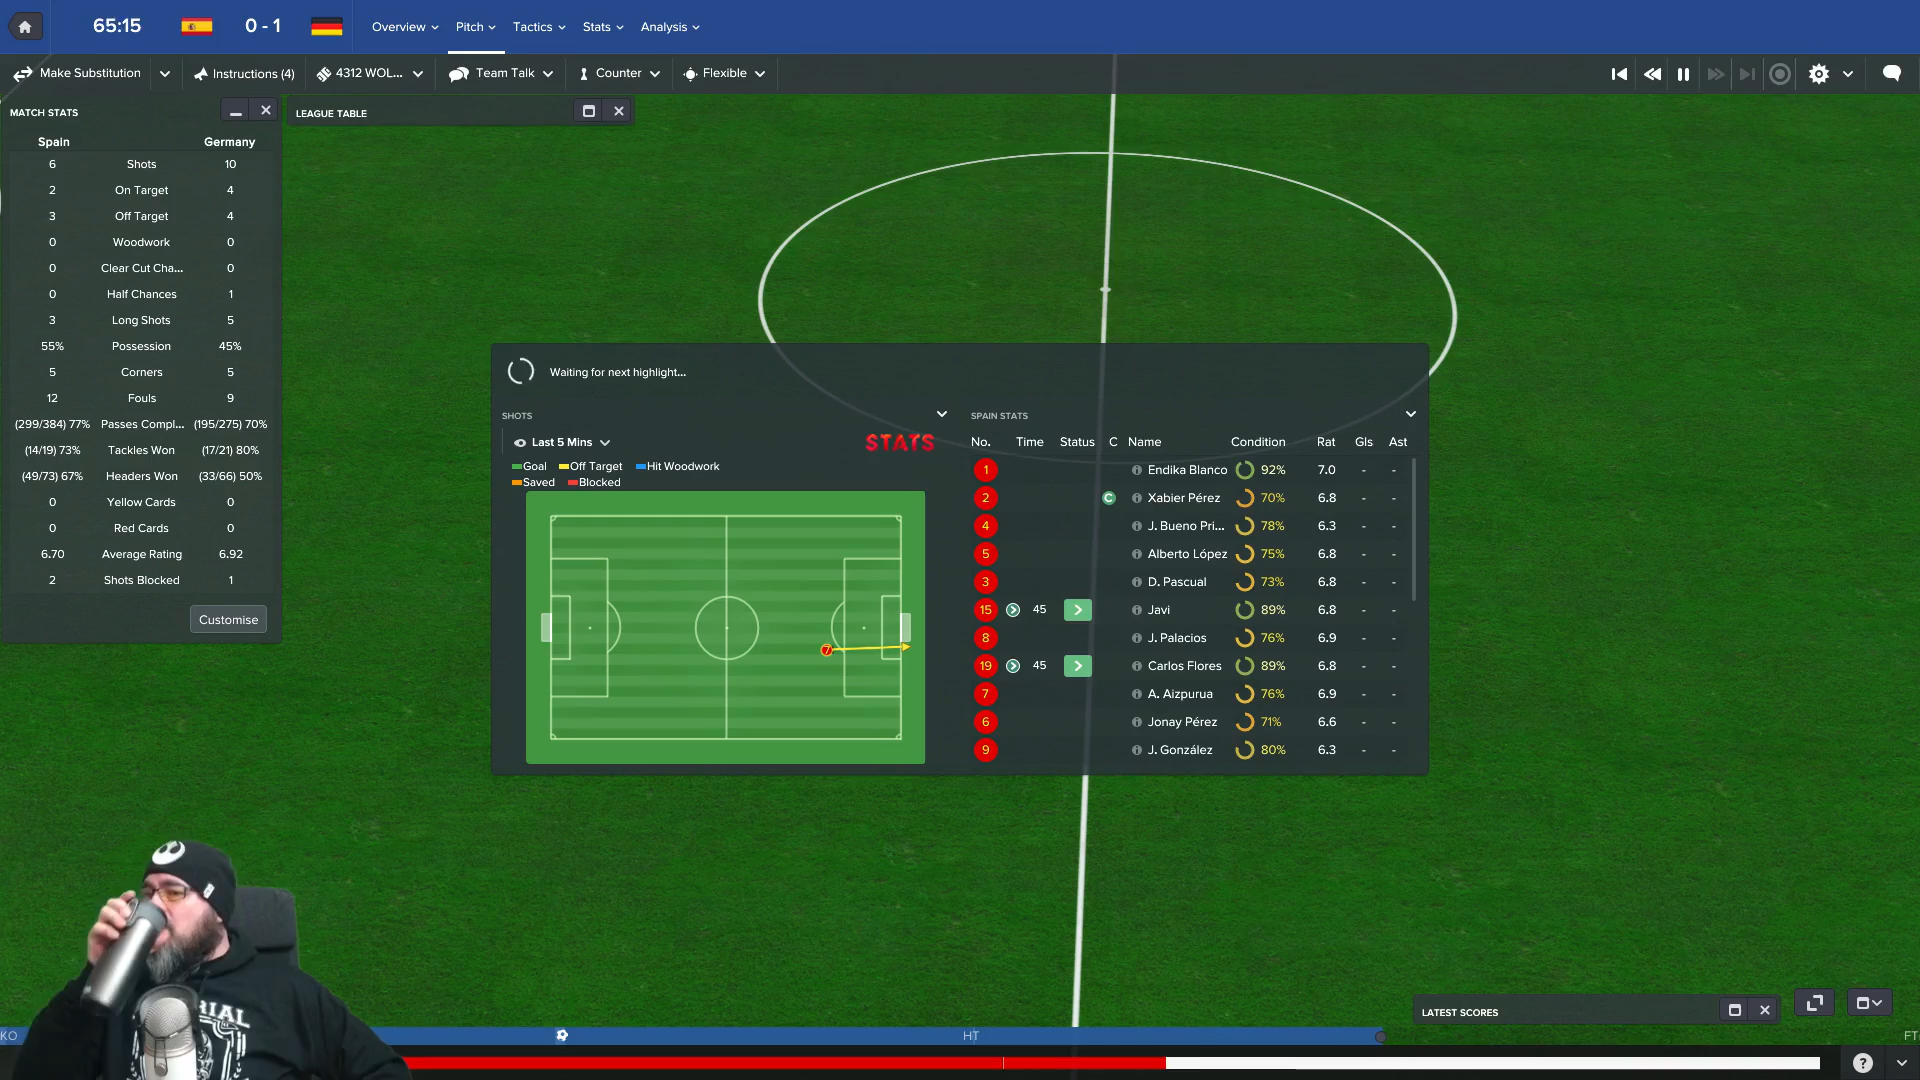 65:15
0 - 1
Overview
Pitch
Tactics
Stats
Analysis
Make Substitution
Instructions (4)
4312 WOL...
Team Talk
Counter
Flexible
MATCH STATS
LEAGUE TABLE
Spain Germany
6 Shots 10
2 On Target 4
3 Off Target 4
0 Woodwork 0
0 Clear Cut Cha... 0
0 Half Chances 1
3 Long Shots 5
55% Possession 45%
5 Corners 5
12 Fouls 9
(299/384) 77% Passes Compl... (195/275) 70%
(14/19) 73% Tackles Won (17/21) 80%
(49/73) 67% Headers Won (33/66) 50%
0 Yellow Cards 0
0 Red Cards 0
6.70 Average Rating 6.92
2 Shots Blocked 1
Customise
Waiting for next highlight...
SHOTS
Last 5 Mins
STATS
Goal Off Target Hit Woodwork
Saved Blocked
7
SPAIN STATS
No. Time Status C Name Condition Rat Gls Ast
1 Endika Blanco 92% 7.0 - -
2 C Xabier Pérez 70% 6.8 - -
4 J. Bueno Pri... 78% 6.3 - -
5 Alberto López 75% 6.8 - -
3 D. Pascual 73% 6.8 - -
15 45 Javi 89% 6.8 - -
8 J. Palacios 76% 6.9 - -
19 45 Carlos Flores 89% 6.8 - -
7 A. Aizpurua 76% 6.9 - -
6 Jonay Pérez 71% 6.6 - -
9 J. González 80% 6.3 - -
LATEST SCORES
KO
HT
FT
?